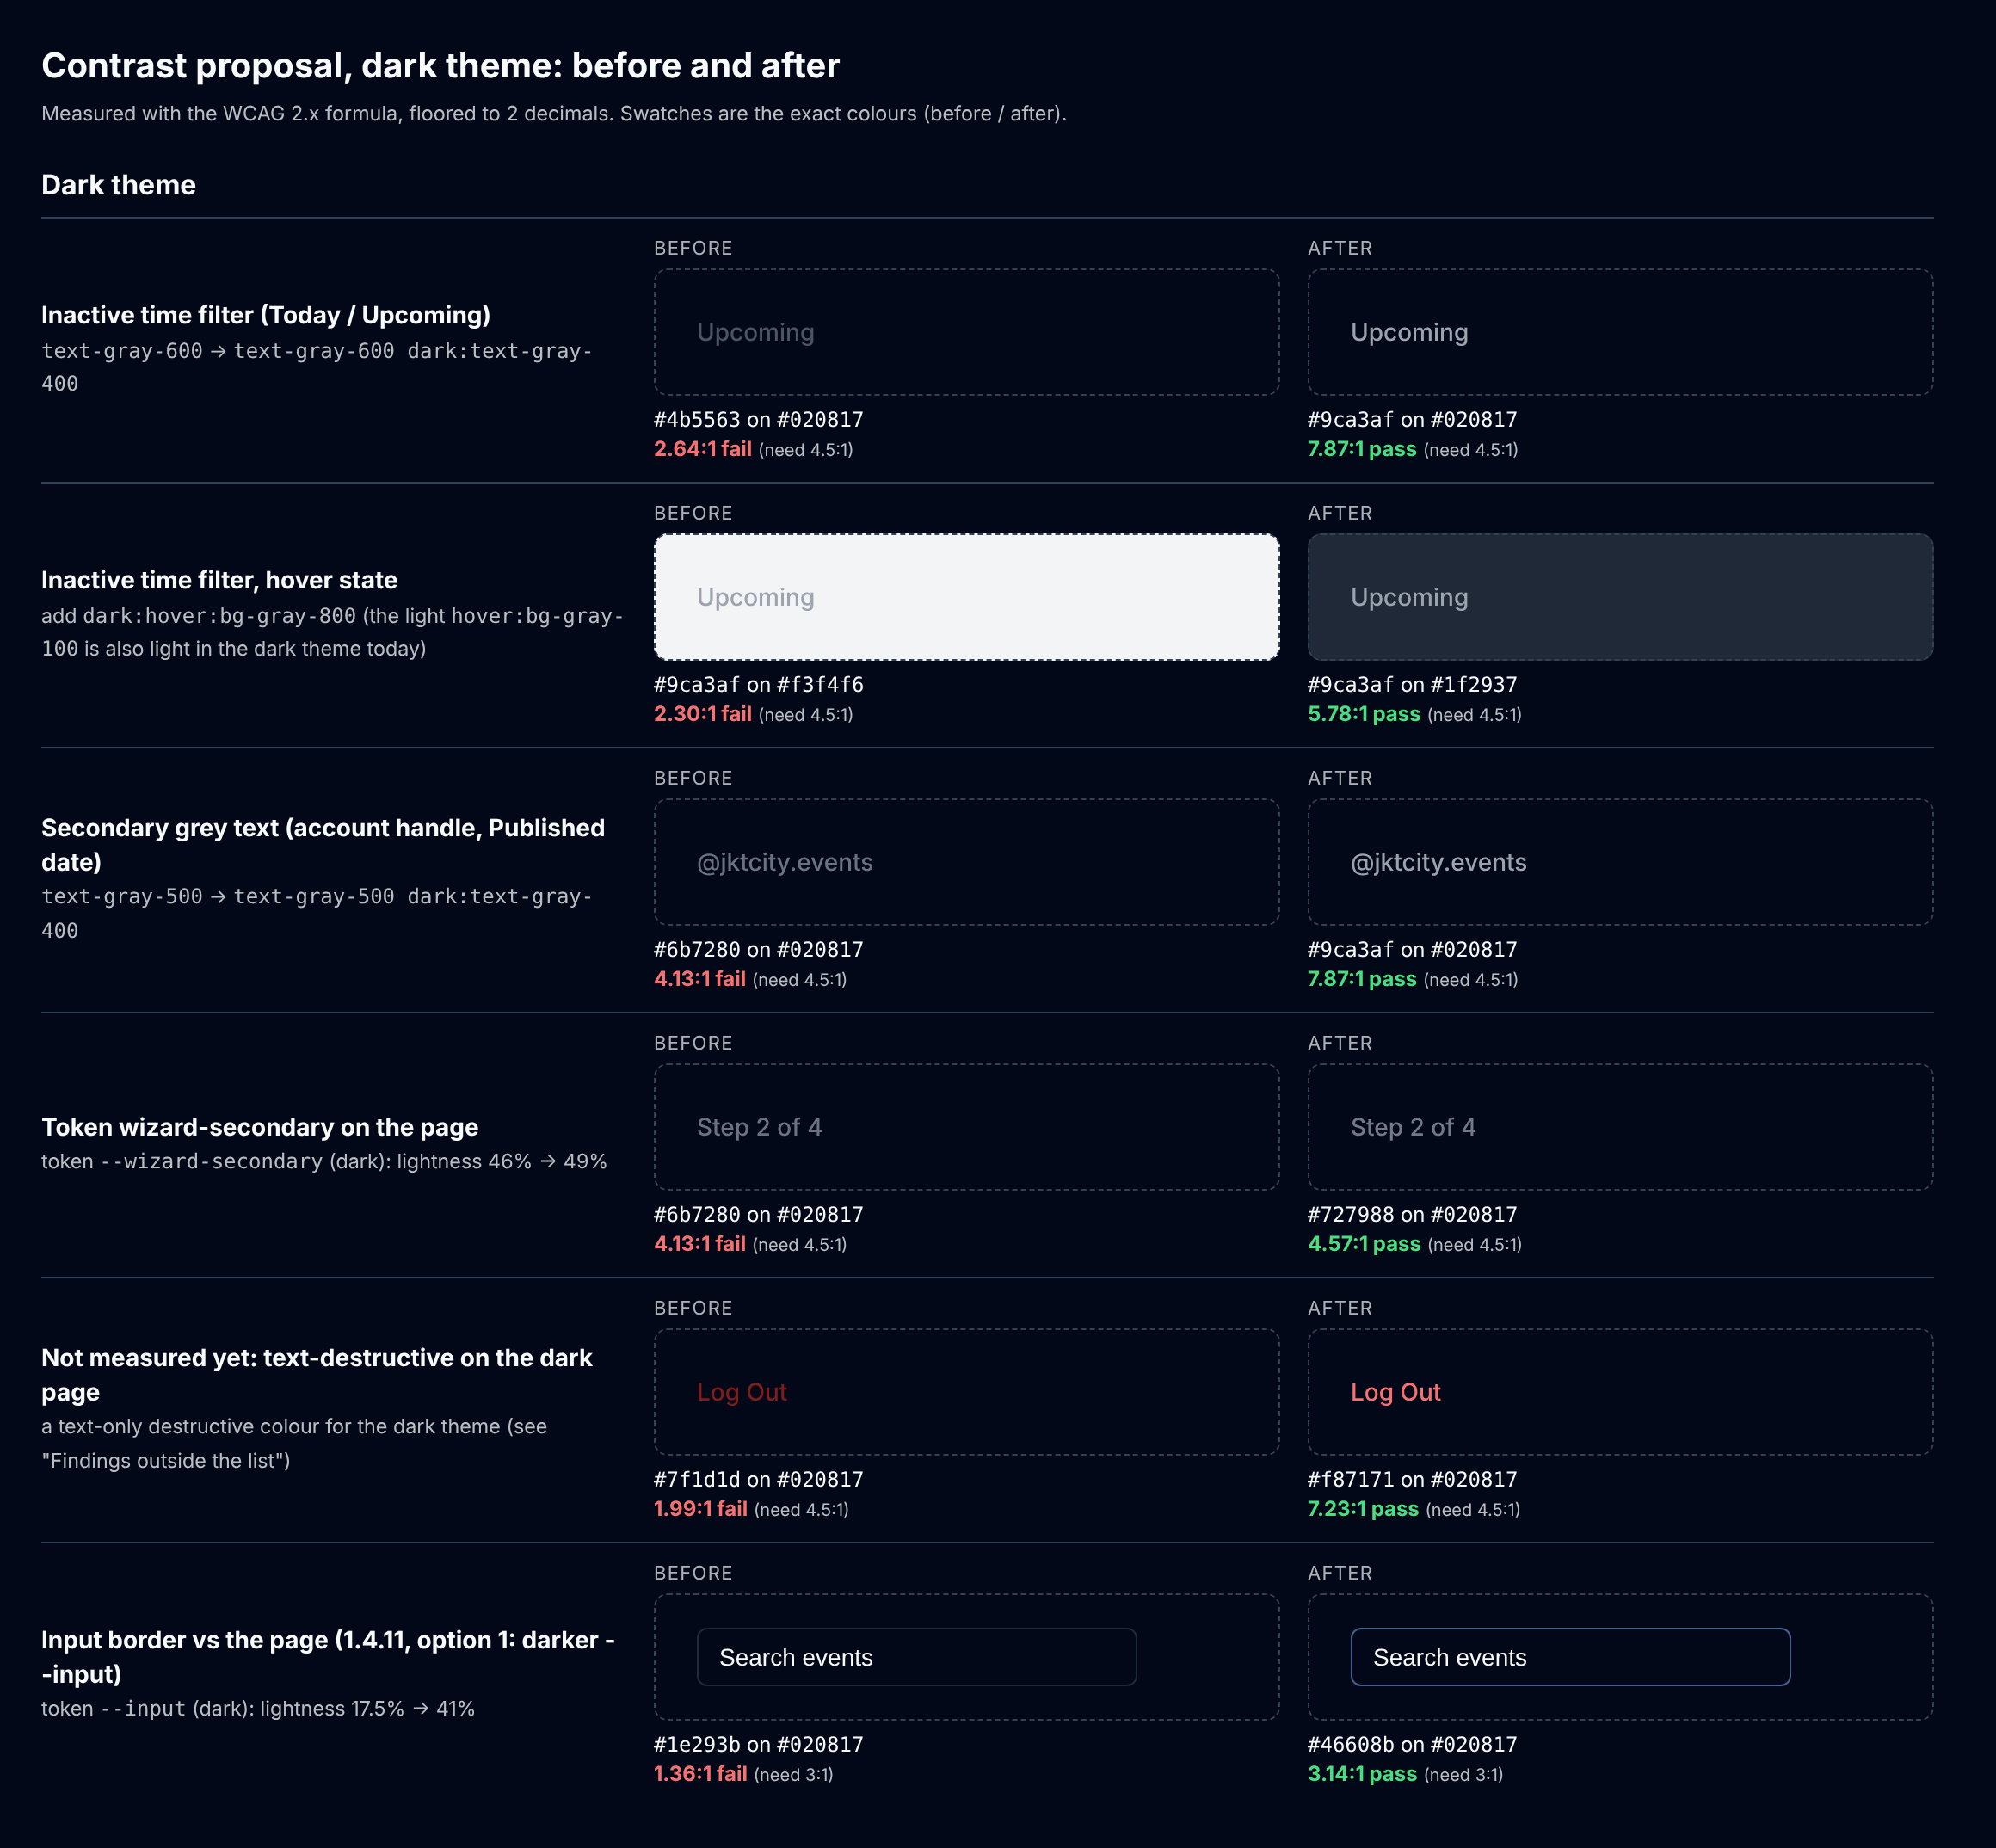 Contrast proposal, dark theme: before and after
Measured with the WCAG 2.x formula, floored to 2 decimals. Swatches are the exact colours (before / after).
Dark theme
Inactive time filter (Today / Upcoming)
text-gray-600 → text-gray-600 dark:text-gray-
400
BEFORE
Upcoming
#4b5563 on #020817
2.64:1 fail (need 4.5:1)
AFTER
Upcoming
#9ca3af on #020817
7.87:1 pass (need 4.5:1)
Inactive time filter, hover state
add dark:hover:bg-gray-800 (the light hover:bg-gray-
100 is also light in the dark theme today)
BEFORE
Upcoming
#9ca3af on #f3f4f6
2.30:1 fail (need 4.5:1)
AFTER
Upcoming
#9ca3af on #1f2937
5.78:1 pass (need 4.5:1)
Secondary grey text (account handle, Published
date)
text-gray-500 → text-gray-500 dark:text-gray-
400
BEFORE
@jktcity.events
#6b7280 on #020817
4.13:1 fail (need 4.5:1)
AFTER
@jktcity.events
#9ca3af on #020817
7.87:1 pass (need 4.5:1)
Token wizard-secondary on the page
token --wizard-secondary (dark): lightness 46% → 49%
BEFORE
Step 2 of 4
#6b7280 on #020817
4.13:1 fail (need 4.5:1)
AFTER
Step 2 of 4
#727988 on #020817
4.57:1 pass (need 4.5:1)
Not measured yet: text-destructive on the dark
page
a text-only destructive colour for the dark theme (see
"Findings outside the list")
BEFORE
Log Out
#7f1d1d on #020817
1.99:1 fail (need 4.5:1)
AFTER
Log Out
#f87171 on #020817
7.23:1 pass (need 4.5:1)
Input border vs the page (1.4.11, option 1: darker -
-input)
token --input (dark): lightness 17.5% → 41%
BEFORE
Search events
#1e293b on #020817
1.36:1 fail (need 3:1)
AFTER
Search events
#46608b on #020817
3.14:1 pass (need 3:1)